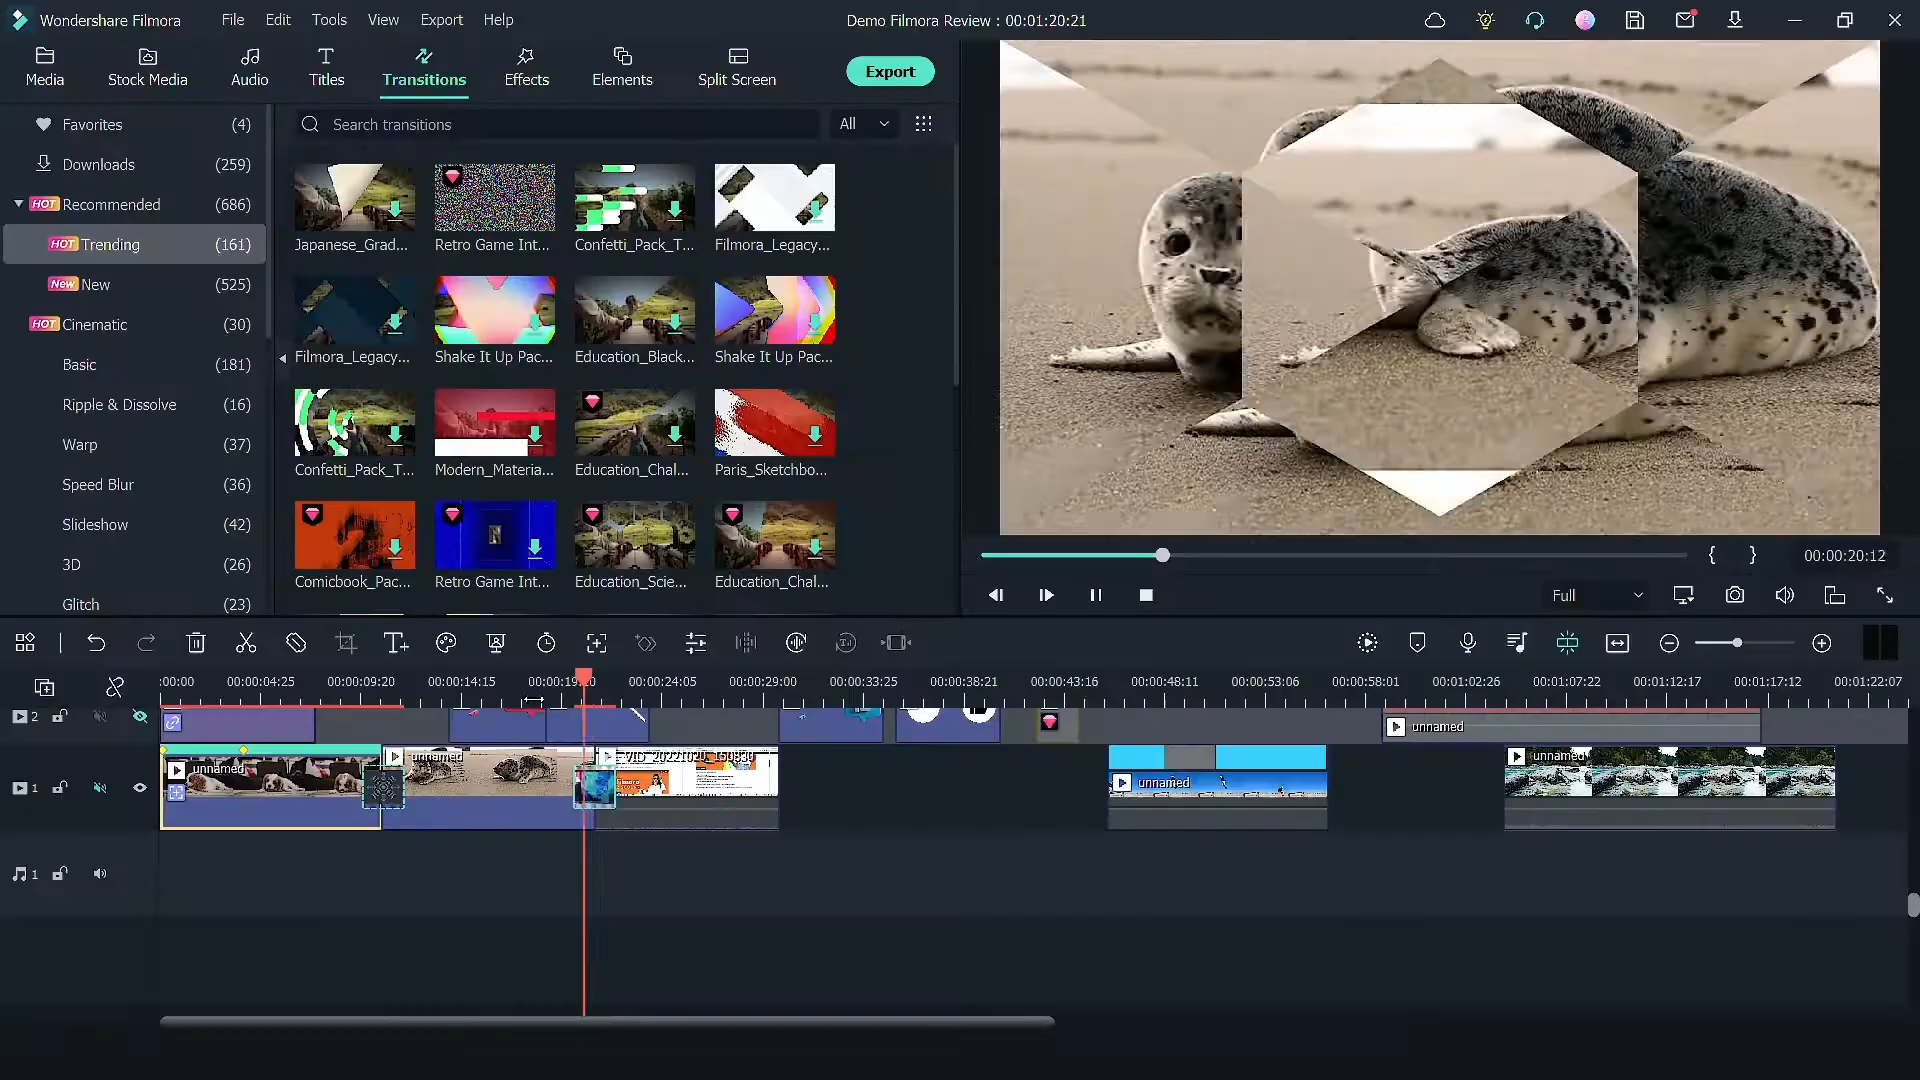 Wondershare Filmora
File Edit Tools View Export Help
Demo Filmora Review : 00:01:20:21
Media Stock Media Audio Titles Transitions Effects Elements Split Screen
Export
Favorites (4)
Downloads (259)
HOT Recommended (686)
HOT Trending (161)
New New (525)
HOT Cinematic (30)
Basic (181)
Ripple & Dissolve (16)
Warp (37)
Speed Blur (36)
Slideshow (42)
3D (26)
Glitch (23)
Search transitions
All
Japanese_Grad... Retro Game Int... Confetti_Pack_T... Filmora_Legacy...
Filmora_Legacy... Shake It Up Pac... Education_Black... Shake It Up Pac...
Confetti_Pack_T... Modern_Materia... Education_Chal... Paris_Sketchbo...
Comicbook_Pac... Retro Game Int... Education_Scie... Education_Chal...
{ } 00:00:20:12
Full
:00:00 00:00:04:25 00:00:09:20 00:00:14:15 00:00:24:05 00:00:29:00 00:00:33:25 00:00:38:21 00:00:43:16 00:00:48:11 00:00:53:06 00:00:58:01 00:01:02:26 00:01:07:22 00:01:12:17 00:01:17:12 00:01:22:07
2
unnamed
1
unnamed
unnamed
unnamed
unnamed
1